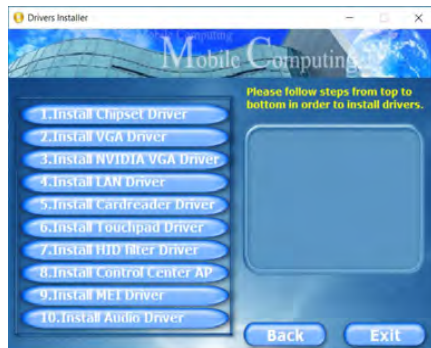 Drivers Installer
Mobile Computing
Mobile Computing
Please follow steps from top to
bottom in order to install drivers.
1.Install Chipset Driver
2.Install VGA Driver
3.Install NVIDIA VGA Driver
4.Install LAN Driver
5.Install Cardreader Driver
6.Install Touchpad Driver
7.Install HID filter Driver
8.Install Control Center AP
9.Install MEI Driver
10.Install Audio Driver
Back
Exit